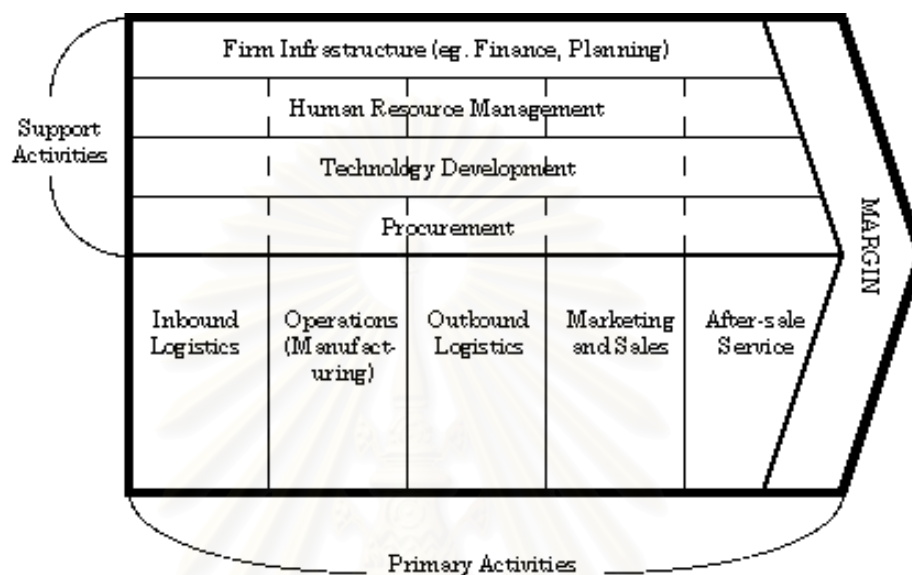 Firm Infrastructure (eg. Finance, Planning)
Human Resource Management
Support
Activities
Technology Development
Procurement
MARGIN
Inbound
Logistics
Operations
(Manufact-
uring)
Outbound
Logistics
Marketing
and Sales
After-sale
Service
Primary Activities